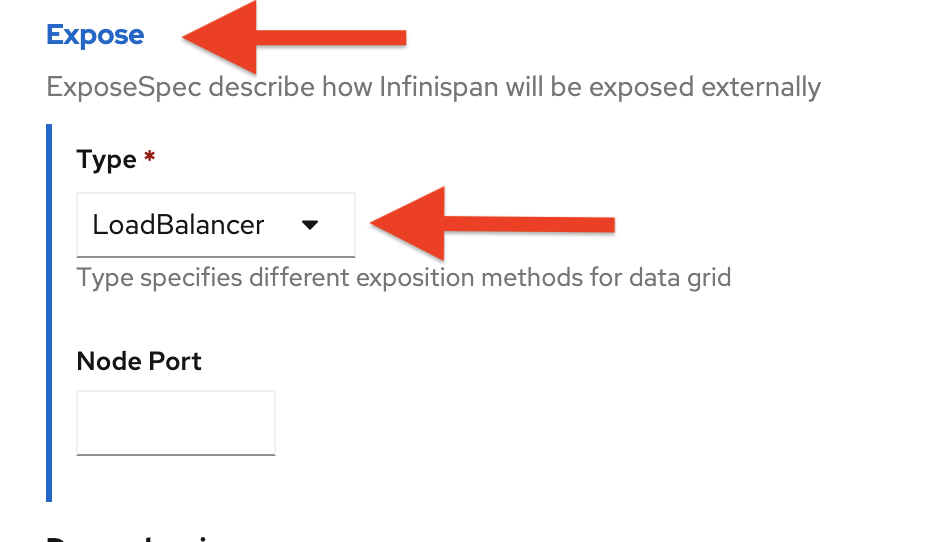 Expose
ExposeSpec describe how Infinispan will be exposed externally
Type *
LoadBalancer
Type specifies different exposition methods for data grid
Node Port